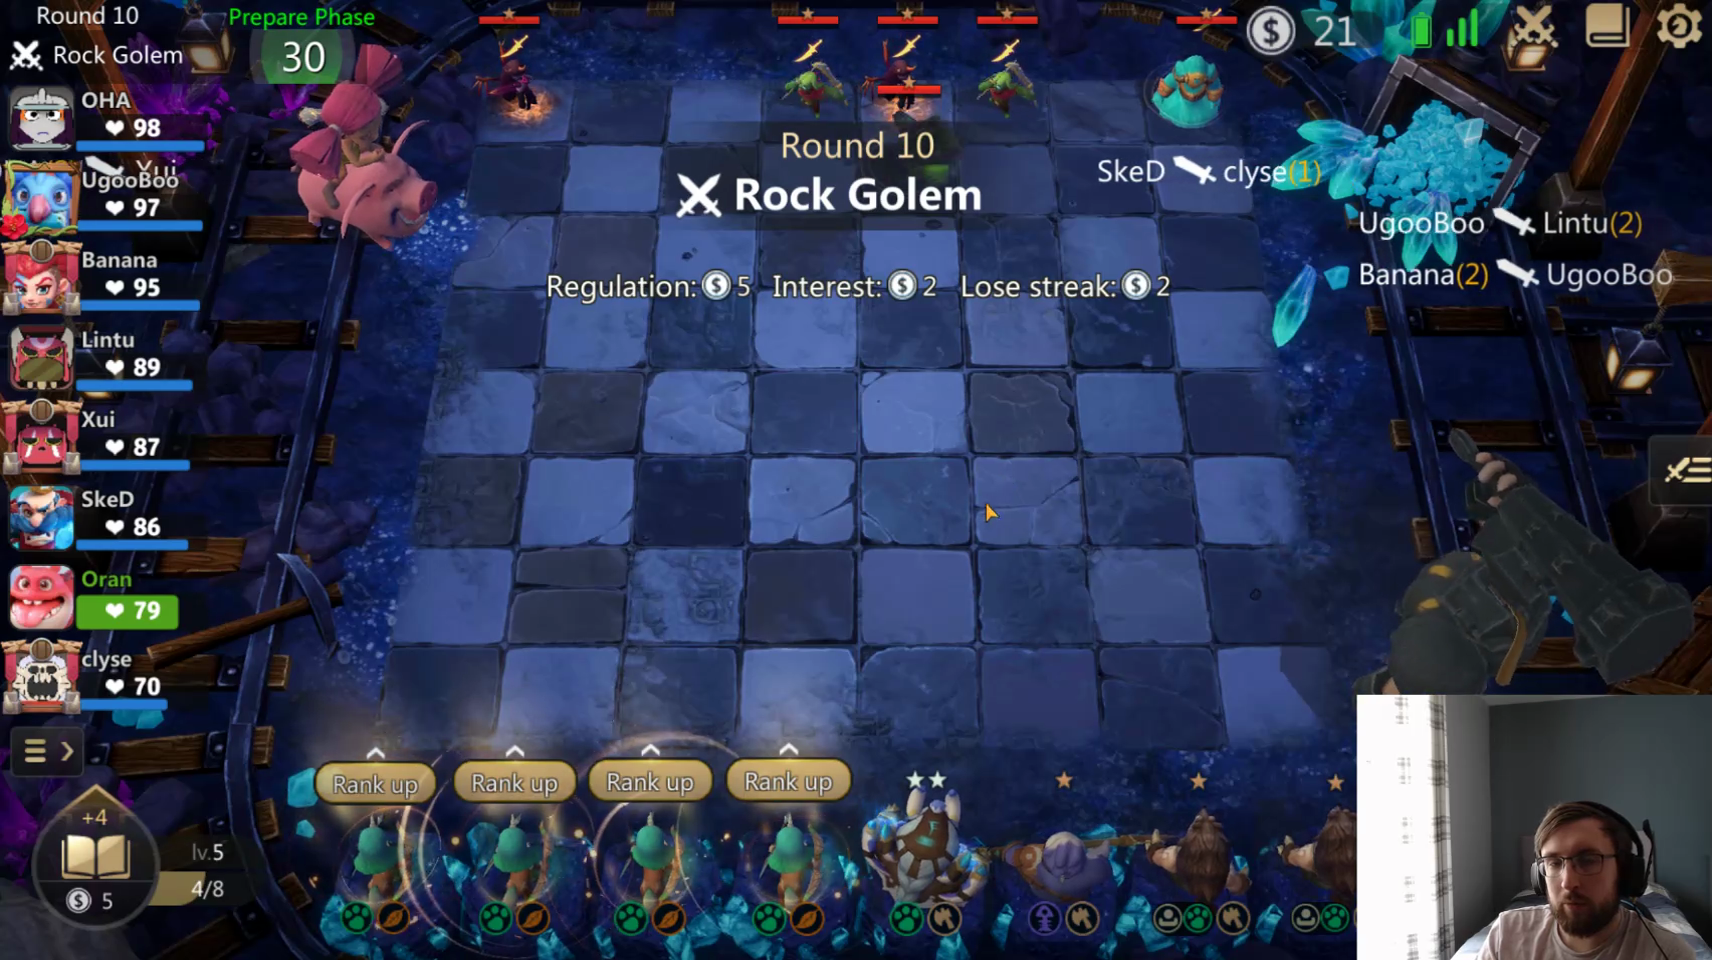 Round 10
Prepare Phase
Rock Golem
30
21
2
OHA
98
Yui
UgooBoo
97
Banana
95
Lintu
89
Xui
87
SkeD
86
Oran
79
clyse
70
Round 10
Rock Golem
Regulation: $ 5 Interest: $ 2 Lose streak: $ 2
SkeD clyse(1)
UgooBoo Lintu(2)
Banana(2) UgooBoo
Rank up
Rank up
Rank up
Rank up
+4
$ 5
lv.5
4/8